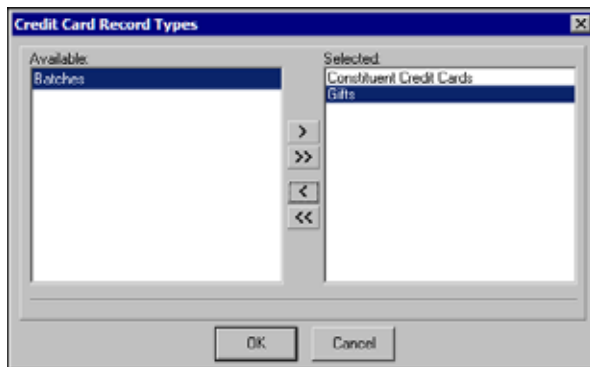 Credit Card Record Types
Available:
Selected:
Batches
Constituent Credit Cards
Gifts
>
>>
<
<<
OK
Cancel